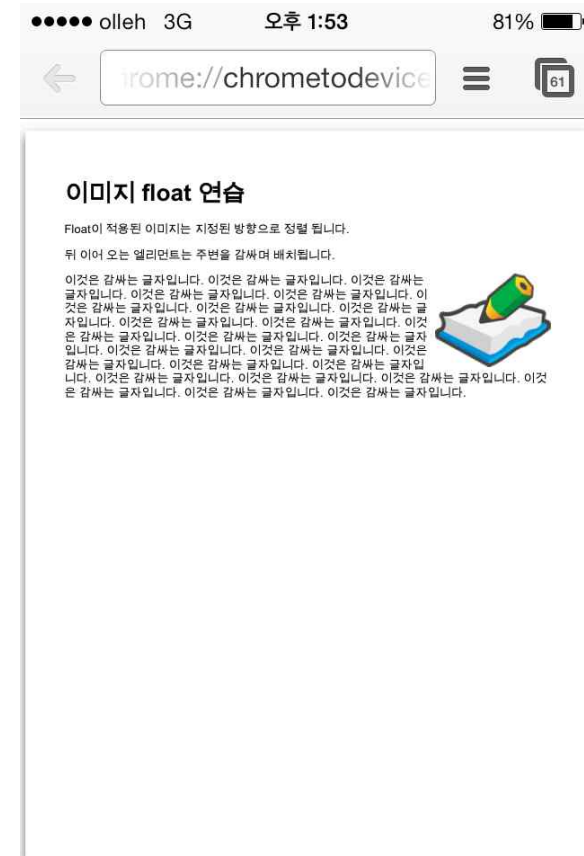 olleh 3G 오후 1:53 81%
rome://chrometodevice
61
이미지 float 연습
Float이 적용된 이미지는 지정된 방향으로 정렬 됩니다.
뒤 이어 오는 엘리먼트는 주변을 감싸며 배치됩니다.
이것은 감싸는 글자입니다. 이것은 감싸는 글자입니다. 이것은 감싸는
글자입니다. 이것은 감싸는 글자입니다. 이것은 감싸는 글자입니다. 이
것은 감싸는 글자입니다. 이것은 감싸는 글자입니다. 이것은 감싸는 글
자입니다. 이것은 감싸는 글자입니다. 이것은 감싸는 글자입니다. 이것
은 감싸는 글자입니다. 이것은 감싸는 글자입니다. 이것은 감싸는 글자
입니다. 이것은 감싸는 글자입니다. 이것은 감싸는 글자입니다. 이것은
감싸는 글자입니다. 이것은 감싸는 글자입니다. 이것은 감싸는 글자입
니다. 이것은 감싸는 글자입니다. 이것은 감싸는 글자입니다. 이것은 감싸는 글자입니다. 이것
은 감싸는 글자입니다. 이것은 감싸는 글자입니다. 이것은 감싸는 글자입니다.